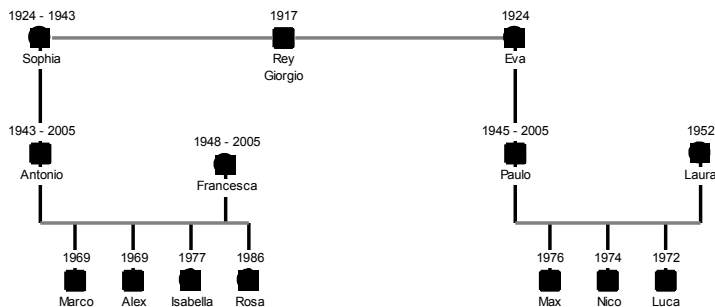 1924 - 1943
1917
1924
Sophia
Rey
Giorgio
Eva
1943 - 2005
1948 - 2005
1945 - 2005
1952
Antonio
Francesca
Paulo
Laura
1969
1969
1977
1986
1976
1974
1972
Marco
Alex
Isabella
Rosa
Max
Nico
Luca